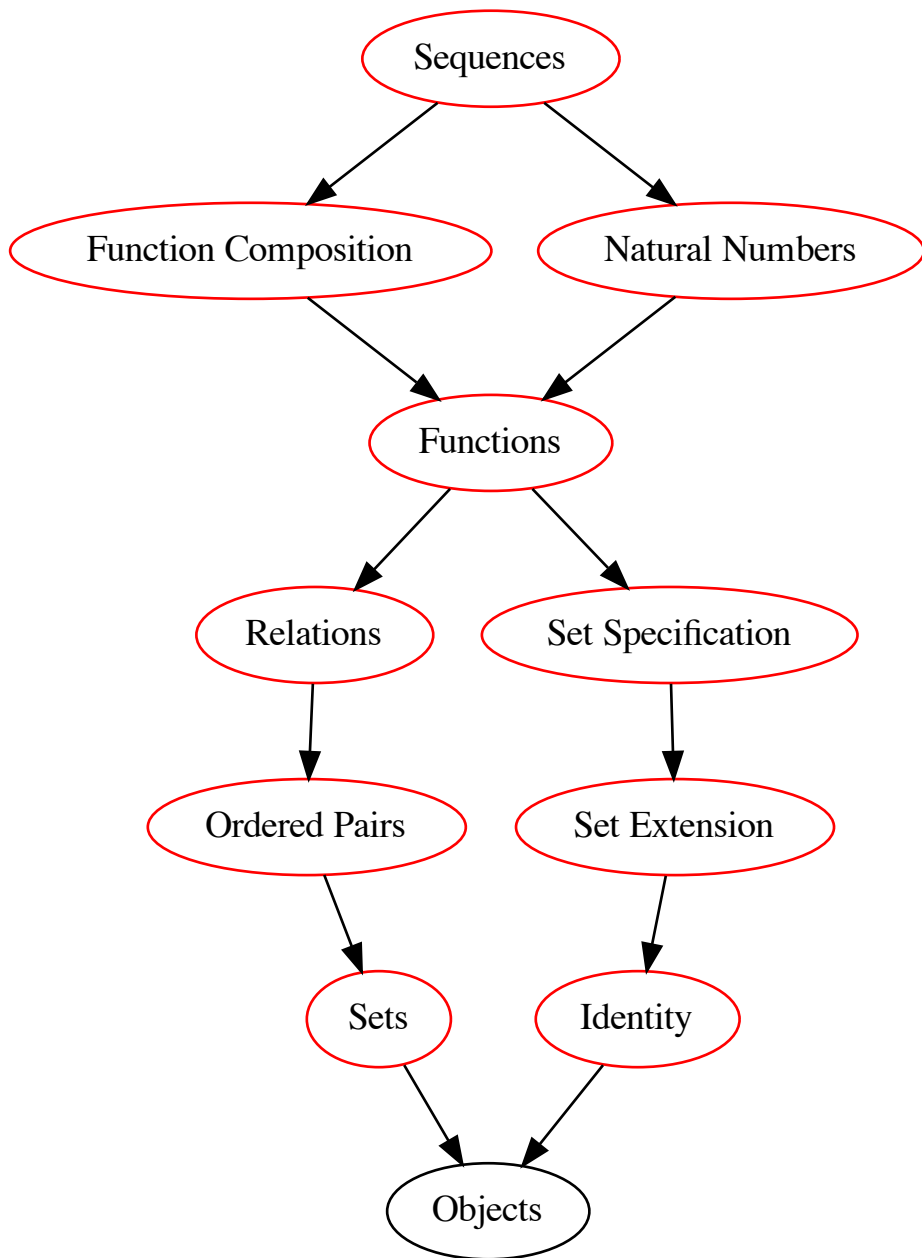 Sequences
Function Composition
Natural Numbers
Functions
Relations
Set Specification
Ordered Pairs
Set Extension
Sets
Identity
Objects